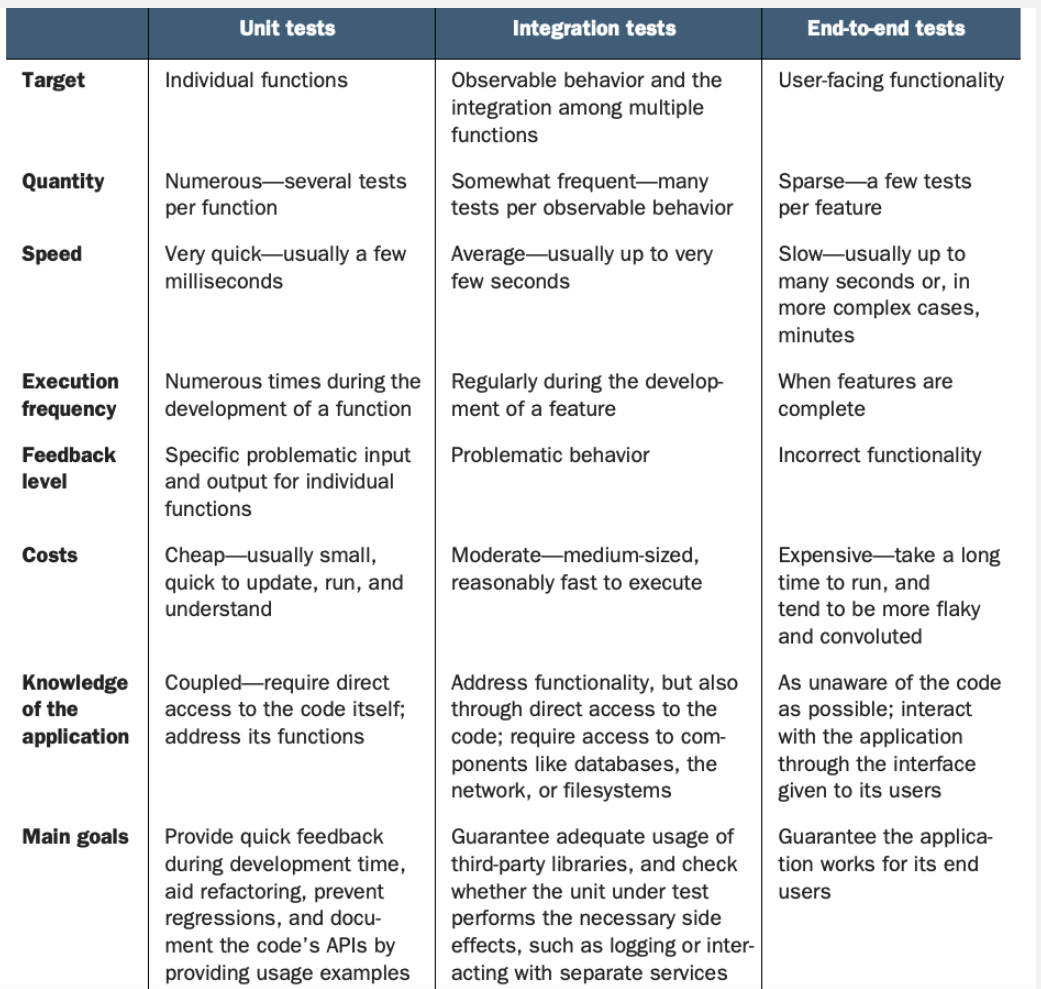 Unit tests
Integration tests
End-to-end tests
Target
Individual functions
Observable behavior and the
integration among multiple
functions
User-facing functionality
Quantity
Numerous—several tests
per function
Somewhat frequent—many
tests per observable behavior
Sparse—a few tests
per feature
Speed
Very quick—usually a few
milliseconds
Average—usually up to very
few seconds
Slow—usually up to
many seconds or, in
more complex cases,
minutes
Execution
frequency
Numerous times during the
development of a function
Regularly during the develop-
ment of a feature
When features are
complete
Feedback
level
Specific problematic input
and output for individual
functions
Problematic behavior
Incorrect functionality
Costs
Cheap—usually small,
quick to update, run, and
understand
Moderate—medium-sized,
reasonably fast to execute
Expensive—take a long
time to run, and
tend to be more flaky
and convoluted
Knowledge
of the
application
Coupled—require direct
access to the code itself;
address its functions
Address functionality, but also
through direct access to the
code; require access to com-
ponents like databases, the
network, or filesystems
As unaware of the code
as possible; interact
with the application
through the interface
given to its users
Main goals
Provide quick feedback
during development time,
aid refactoring, prevent
regressions, and docu-
ment the code's APIs by
providing usage examples
Guarantee adequate usage of
third-party libraries, and check
whether the unit under test
performs the necessary side
effects, such as logging or inter-
acting with separate services
Guarantee the applica-
tion works for its end
users